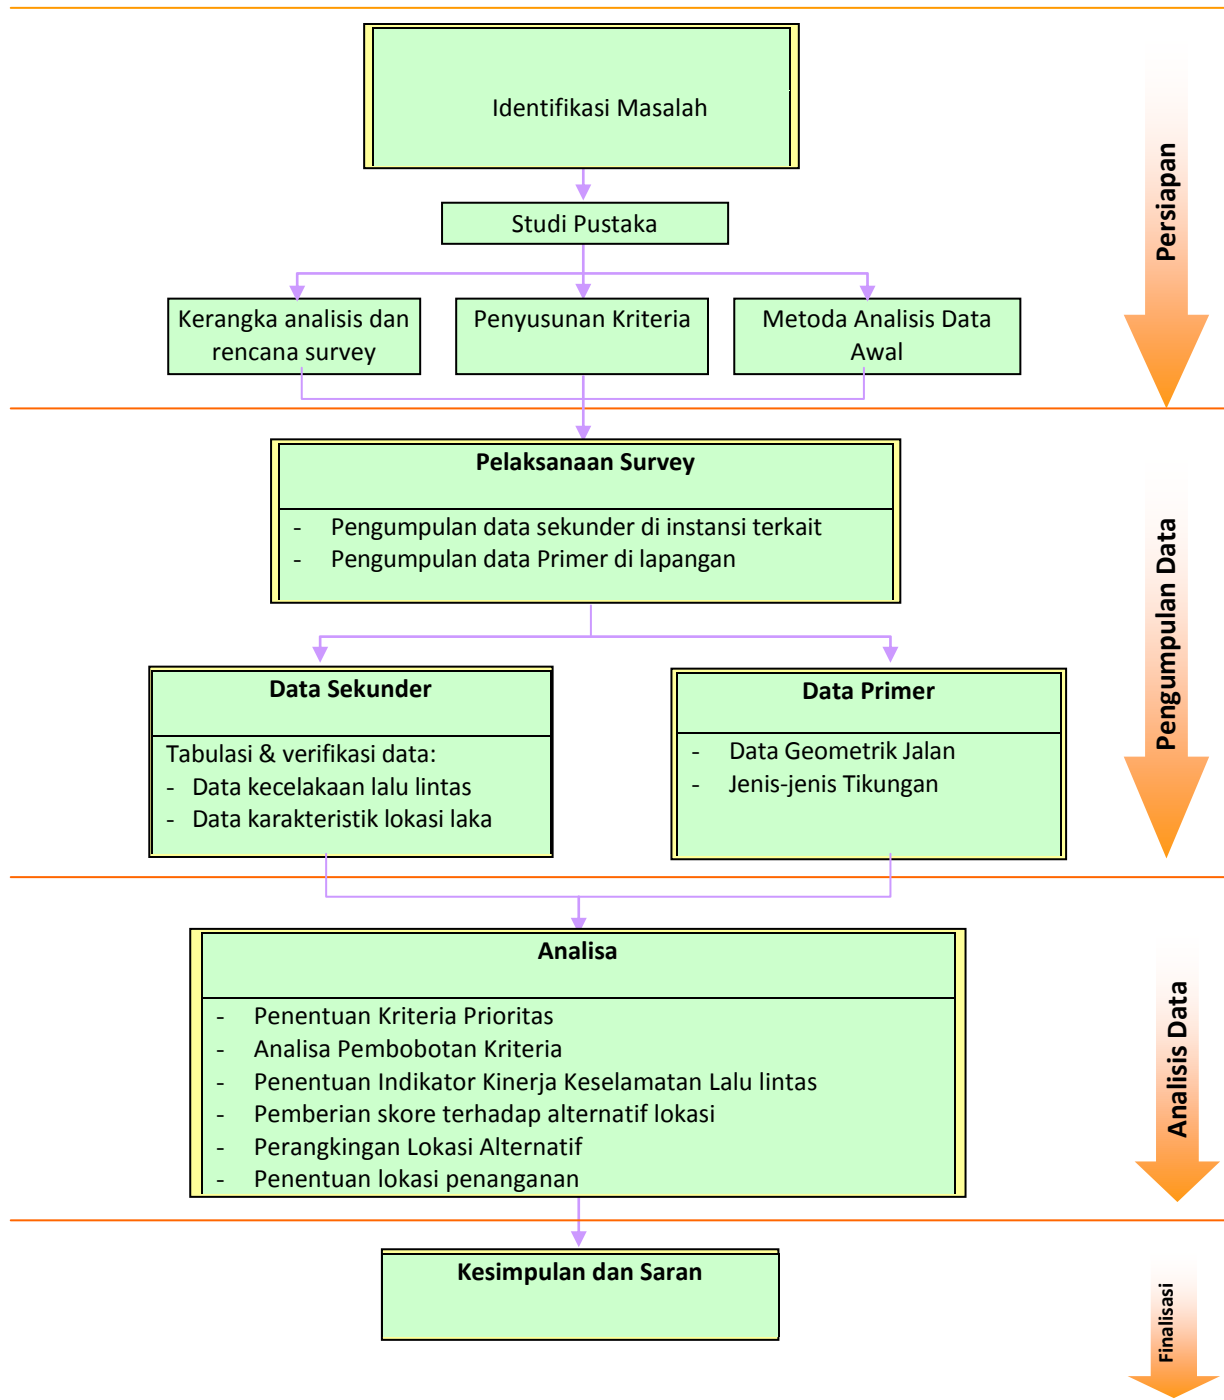 Identifikasi Masalah
Studi Pustaka
Kerangka analisis dan
rencana survey
Penyusunan Kriteria
Metoda Analisis Data
Awal
Persiapan
Pelaksanaan Survey
- Pengumpulan data sekunder di instansi terkait
- Pengumpulan data Primer di lapangan
Data Sekunder
Tabulasi & verifikasi data:
- Data kecelakaan lalu lintas
- Data karakteristik lokasi laka
Data Primer
- Data Geometrik Jalan
- Jenis-jenis Tikungan
Pengumpulan Data
Analisa
- Penentuan Kriteria Prioritas
- Analisa Pembobotan Kriteria
- Penentuan Indikator Kinerja Keselamatan Lalu lintas
- Pemberian skore terhadap alternatif lokasi
- Perangkingan Lokasi Alternatif
- Penentuan lokasi penanganan
Analisis Data
Kesimpulan dan Saran
Finalisasi